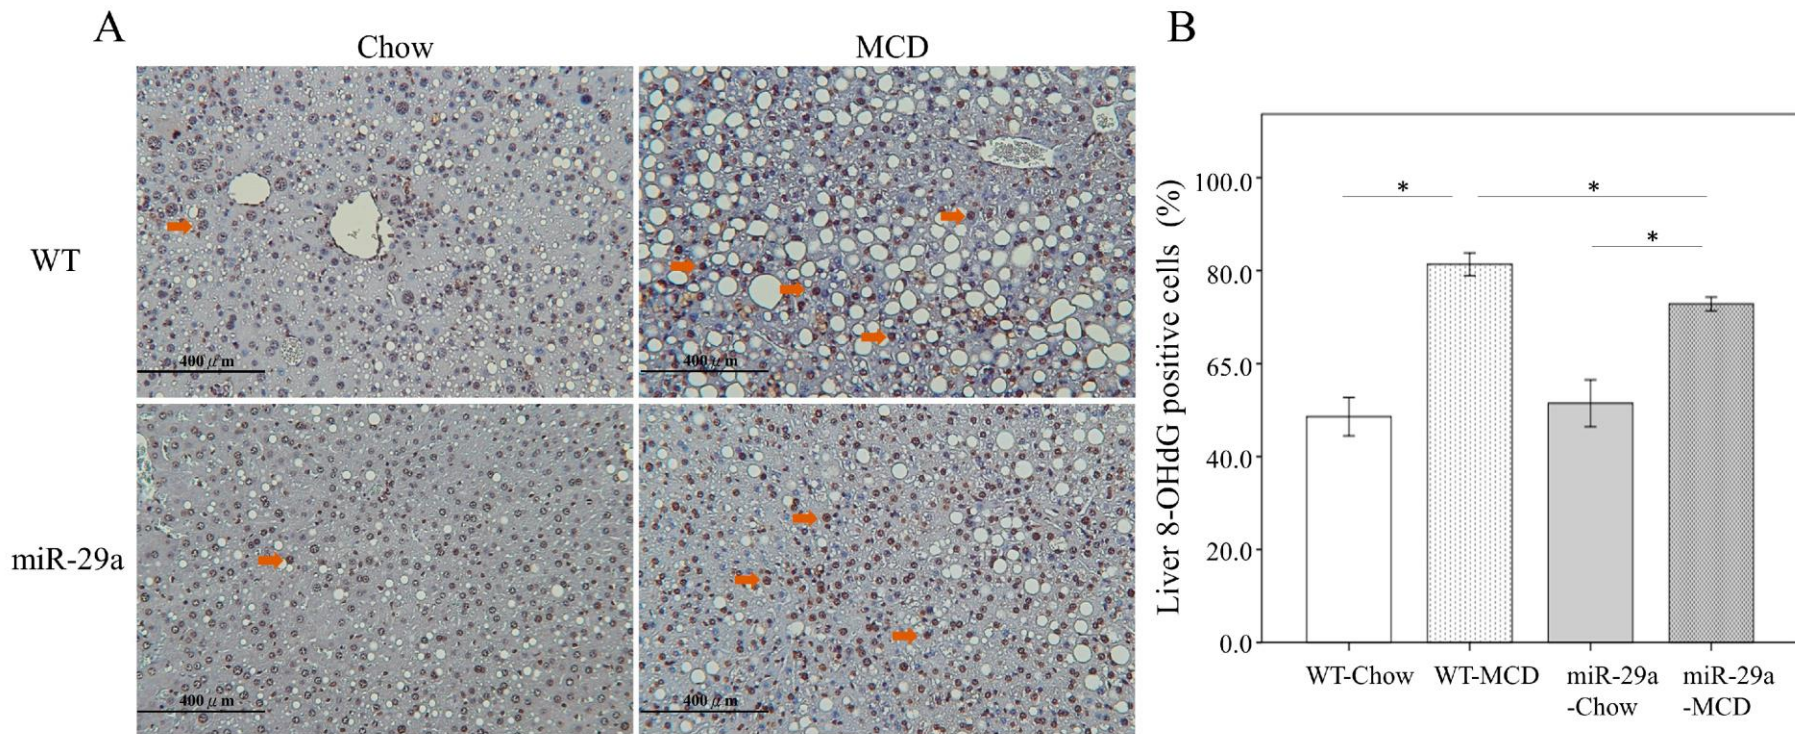 A
B
Chow
MCD
WT
miR-29a
400 μm
400 μm
400 μm
400 μm
Liver 8-OHdG positive cells (%)
100.0
80.0
65.0
40.0
20.0
0.0
*
*
*
WT-Chow
WT-MCD
miR-29a
-Chow
miR-29a
-MCD